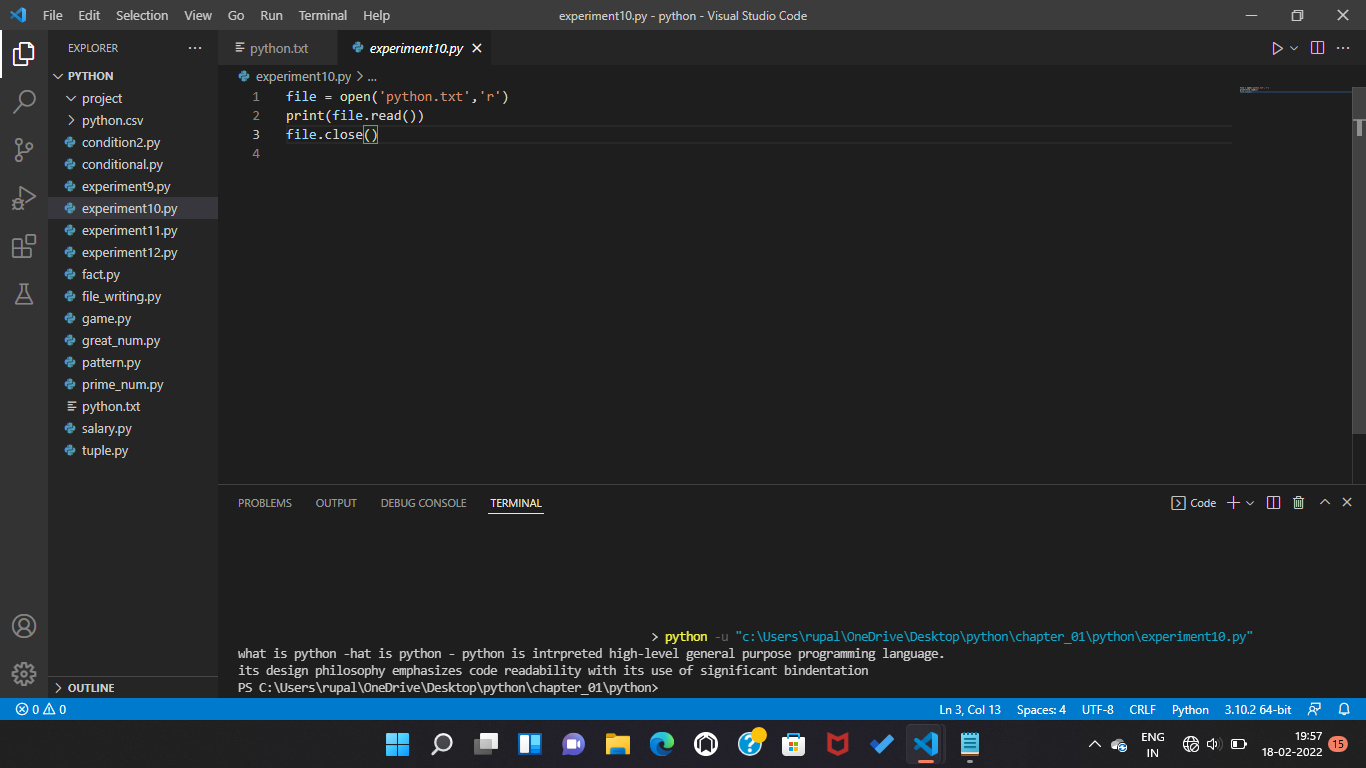 File Edit Selection View Go Run Terminal Help
experiment10.py - python - Visual Studio Code
EXPLORER
PYTHON
project
python.csv
condition2.py
conditional.py
experiment9.py
experiment10.py
experiment11.py
experiment12.py
fact.py
file_writing.py
game.py
great_num.py
pattern.py
prime_num.py
python.txt
salary.py
tuple.py
OUTLINE
python.txt experiment10.py
experiment10.py > ...
1 file = open('python.txt','r')
2 print(file.read())
3 file.close()
4
PROBLEMS OUTPUT DEBUG CONSOLE TERMINAL
Code
> python -u "c:\Users\rupal\OneDrive\Desktop\python\chapter_01\python\experiment10.py"
what is python -hat is python - python is intrpreted high-level general purpose programming language.
its design philosophy emphasizes code readability with its use of significant bindentation
PS C:\Users\rupal\OneDrive\Desktop\python\chapter_01\python>
0 0
Ln 3, Col 13 Spaces: 4 UTF-8 CRLF Python 3.10.2 64-bit
ENG
IN
19:57
18-02-2022
15